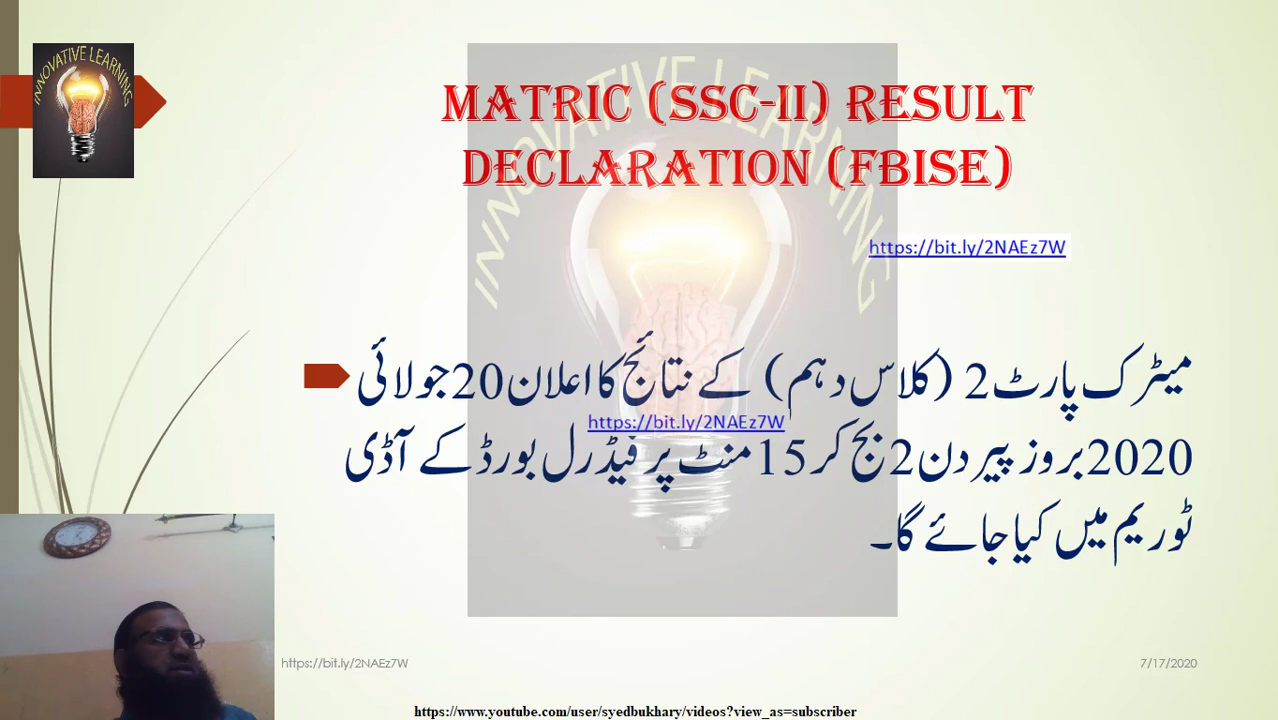 INNOVATIVE LEARNING
INNOVATIVE LEARNING
MATRIC (SSC-II) RESULT
DECLARATION (FBISE)
https://bit.ly/2NAEz7W
میٹرک پارٹ 2 (کلاس دہم) کے نتائج کا اعلان 20 جولائی
https://bit.ly/2NAEz7W
2020 بروز پیر دن 2 بج کر 15 منٹ پر فیڈرل بورڈ کے آڈی
ٹوریم میں کیا جائے گا۔
https://bit.ly/2NAEz7W
7/17/2020
https://www.youtube.com/user/syedbukhary/videos?view_as=subscriber